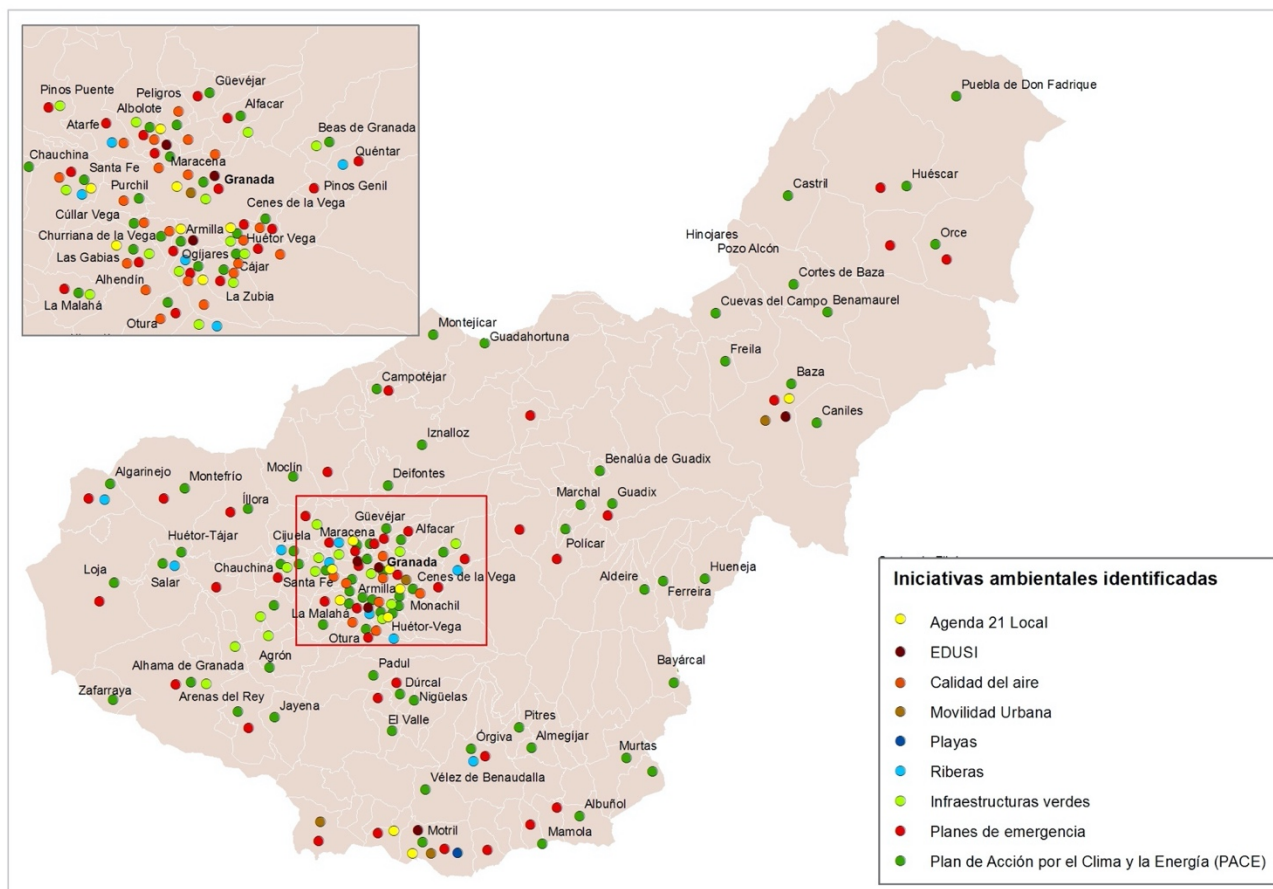 Pinos Puente
Peligros
Güevéjar
Albolote
Alfacar
Atarfe
Beas de Granada
Maracena
Quéntar
Chauchina
Santa Fe
Granada
Purchil
Pinos Genil
Cenes de la Vega
Cúllar Vega
Armilla
Churriana de la Vega
Huétor Vega
Las Gabias
Ogíjares
Cájar
Alhendín
La Zubia
La Malahá
Otura
Puebla de Don Fadrique
Castril
Huéscar
Hinojares
Pozo Alcón
Orce
Cortes de Baza
Cuevas del Campo
Benamaurel
Montejícar
Guadahortuna
Freila
Campotéjar
Baza
Caniles
Iznalloz
Benalúa de Guadix
Algarinejo
Montefrío
Moclín
Deifontes
Marchal
Guadix
Íllora
Güevéjar
Alfacar
Huétor-Tájar
Cijuela
Maracena
Polícar
Granada
Loja
Salar
Chauchina
Santa Fe
Cenes de la Vega
Aldeire
Hueneja
Ferreira
Armilla
Monachil
La Malahá
Huétor-Vega
Otura
Agrón
Alhama de Granada
Padul
Bayárcal
Zafarraya
Arenas del Rey
Dúrcal
Nigüelas
Jayena
El Valle
Pitres
Órgiva
Almegíjar
Murtas
Vélez de Benaudalla
Albuñol
Motril
Mamola
Iniciativas ambientales identificadas
Agenda 21 Local
EDUSI
Calidad del aire
Movilidad Urbana
Playas
Riberas
Infraestructuras verdes
Planes de emergencia
Plan de Acción por el Clima y la Energía (PACE)